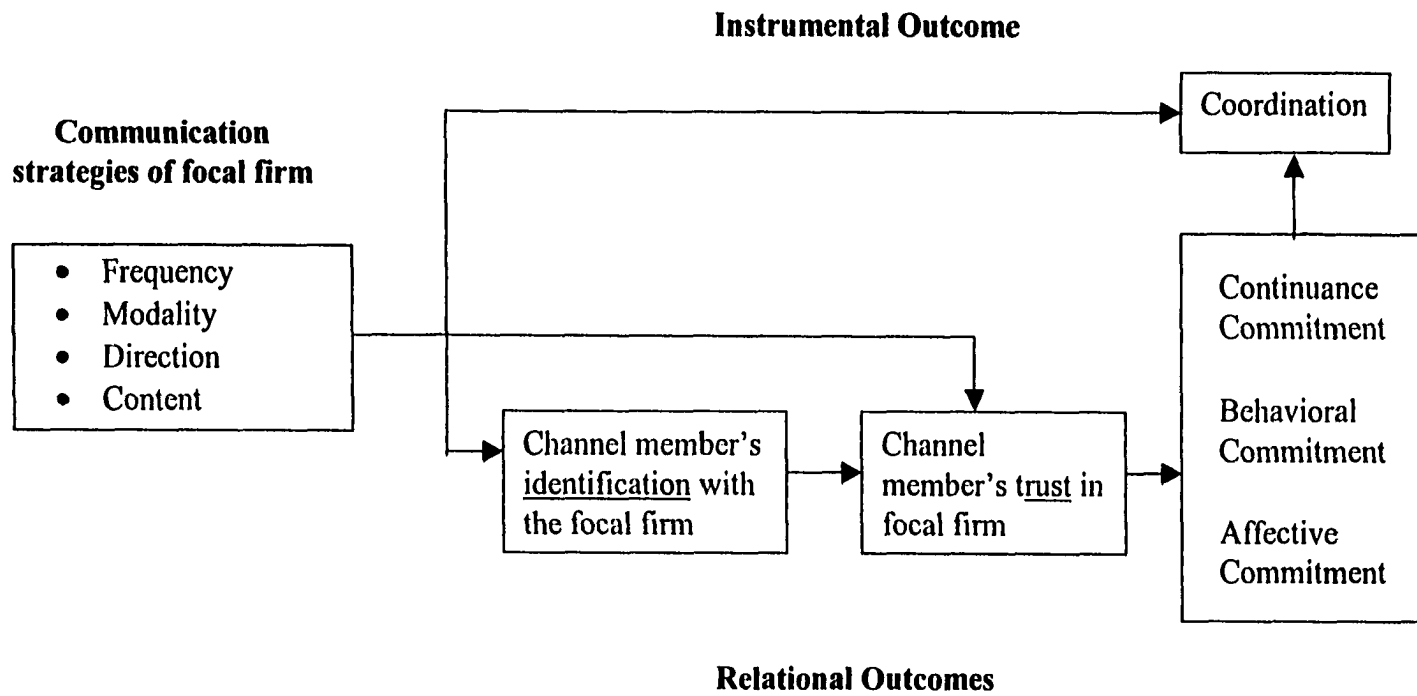 Instrumental Outcome
Coordination
Communication
strategies of focal firm
• Frequency
• Modality
• Direction
• Content
Channel member's
identification with
the focal firm
Channel
member's trust in
focal firm
Continuance
Commitment
Behavioral
Commitment
Affective
Commitment
Relational Outcomes